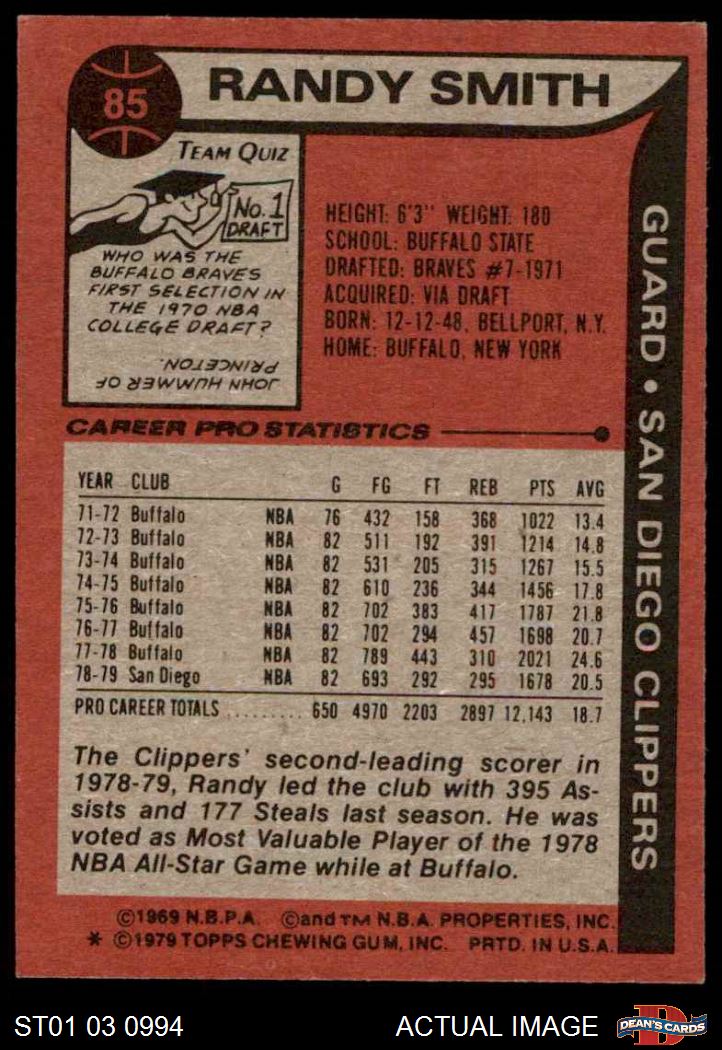 85
RANDY SMITH
TEAM QUIZ
No. 1
DRAFT
WHO WAS THE
BUFFALO BRAVES
FIRST SELECTION IN
THE 1970 NBA
COLLEGE DRAFT?
JOHN HUMMER OF
PRINCETON.
HEIGHT: 6'3" WEIGHT: 180
SCHOOL: BUFFALO STATE
DRAFTED: BRAVES #7-1971
ACQUIRED: VIA DRAFT
BORN: 12-12-48, BELLPORT, N.Y.
HOME: BUFFALO, NEW YORK
GUARD • SAN DIEGO CLIPPERS
CAREER PRO STATISTICS
YEAR CLUB G FG FT REB PTS AVG
71-72 Buffalo NBA 76 432 158 368 1022 13.4
72-73 Buffalo NBA 82 511 192 391 1214 14.8
73-74 Buffalo NBA 82 531 205 315 1267 15.5
74-75 Buffalo NBA 82 610 236 344 1456 17.8
75-76 Buffalo NBA 82 702 383 417 1787 21.8
76-77 Buffalo NBA 82 702 294 457 1698 20.7
77-78 Buffalo NBA 82 789 443 310 2021 24.6
78-79 San Diego NBA 82 693 292 295 1678 20.5
PRO CAREER TOTALS ......... 650 4970 2203 2897 12,143 18.7
The Clippers' second-leading scorer in
1978-79, Randy led the club with 395 As-
sists and 177 Steals last season. He was
voted as Most Valuable Player of the 1978
NBA All-Star Game while at Buffalo.
©1969 N.B.P.A. ©and TM N.B.A. PROPERTIES, INC.
* ©1979 TOPPS CHEWING GUM, INC. PRTD. IN U.S.A.
ST01 03 0994
ACTUAL IMAGE
D
DEAN'S CARDS